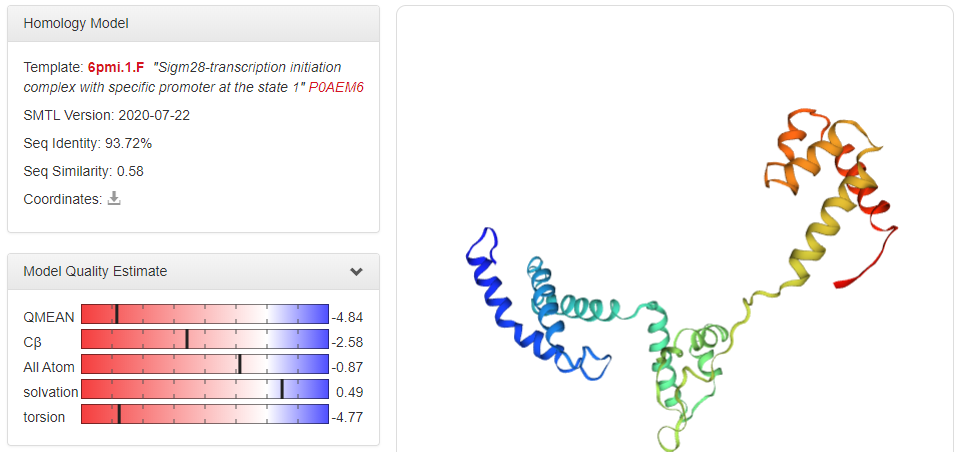 Homology Model
Template: 6pmi.1.F "Sigm28-transcription initiation
complex with specific promoter at the state 1" P0AEM6
SMTL Version: 2020-07-22
Seq Identity: 93.72%
Seq Similarity: 0.58
Coordinates:
Model Quality Estimate
QMEAN -4.84
Cβ -2.58
All Atom -0.87
solvation 0.49
torsion -4.77